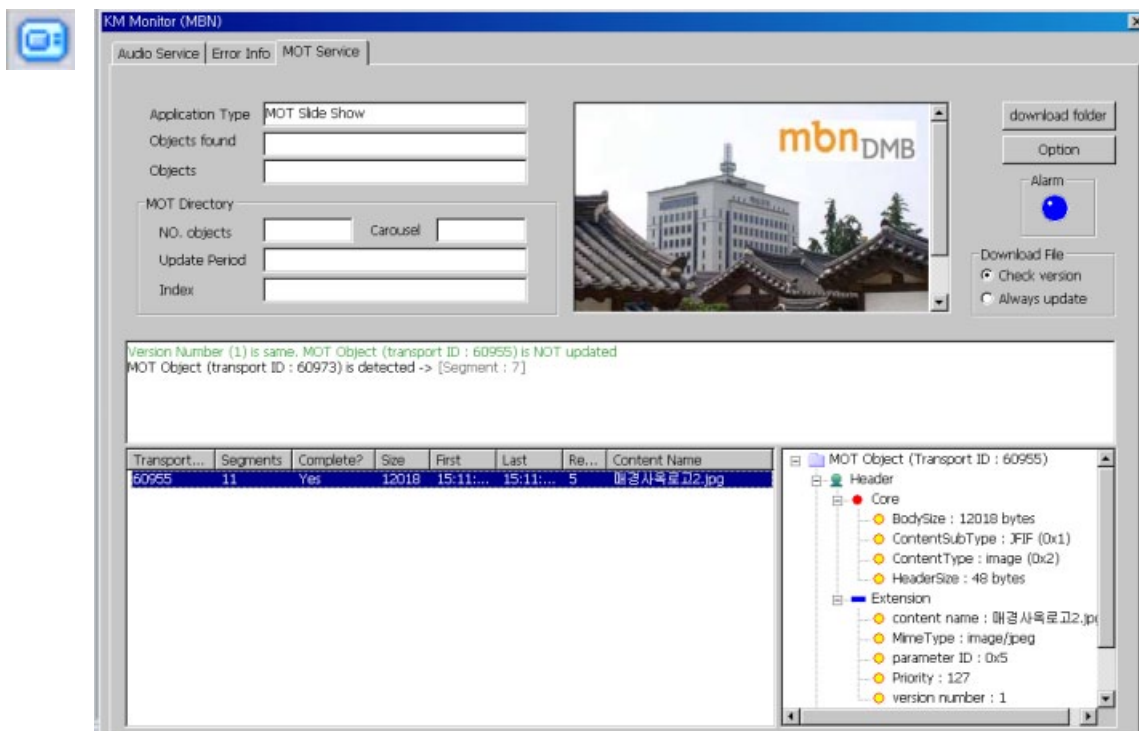 KM Monitor (MBN)
Audio Service
Error Info
MOT Service
Application Type
MOT Slide Show
Objects found
Objects
MOT Directory
NO. objects
Carousel
Update Period
Index
mbn DMB
download folder
Option
Alarm
Download File
Check version
Always update
Version Number (1) is same. MOT Object (transport ID : 60955) is NOT updated
MOT Object (transport ID : 60973) is detected -> [Segment : 7]
Transport... Segments Complete? Size First Last Re... Content Name
60955 11 Yes 12018 15:11:... 15:11:... 5 매경사옥로고2.jpg
MOT Object (Transport ID : 60955)
Header
Core
BodySize : 12018 bytes
ContentSubType : JFIF (0x1)
ContentType : image (0x2)
HeaderSize : 48 bytes
Extension
content name : 매경사옥로고2.jp
MimeType : image/jpeg
parameter ID : 0x5
Priority : 127
version number : 1